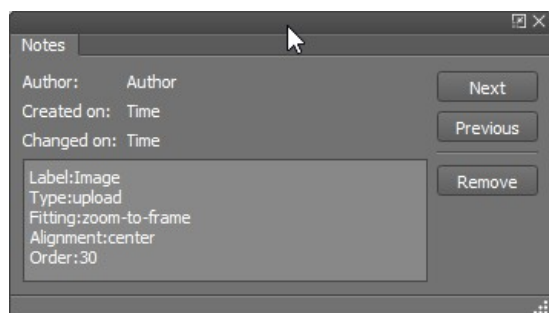 Notes
Author: Author
Created on: Time
Changed on: Time
Next
Previous
Remove
Label:Image
Type:upload
Fitting:zoom-to-frame
Alignment:center
Order:30